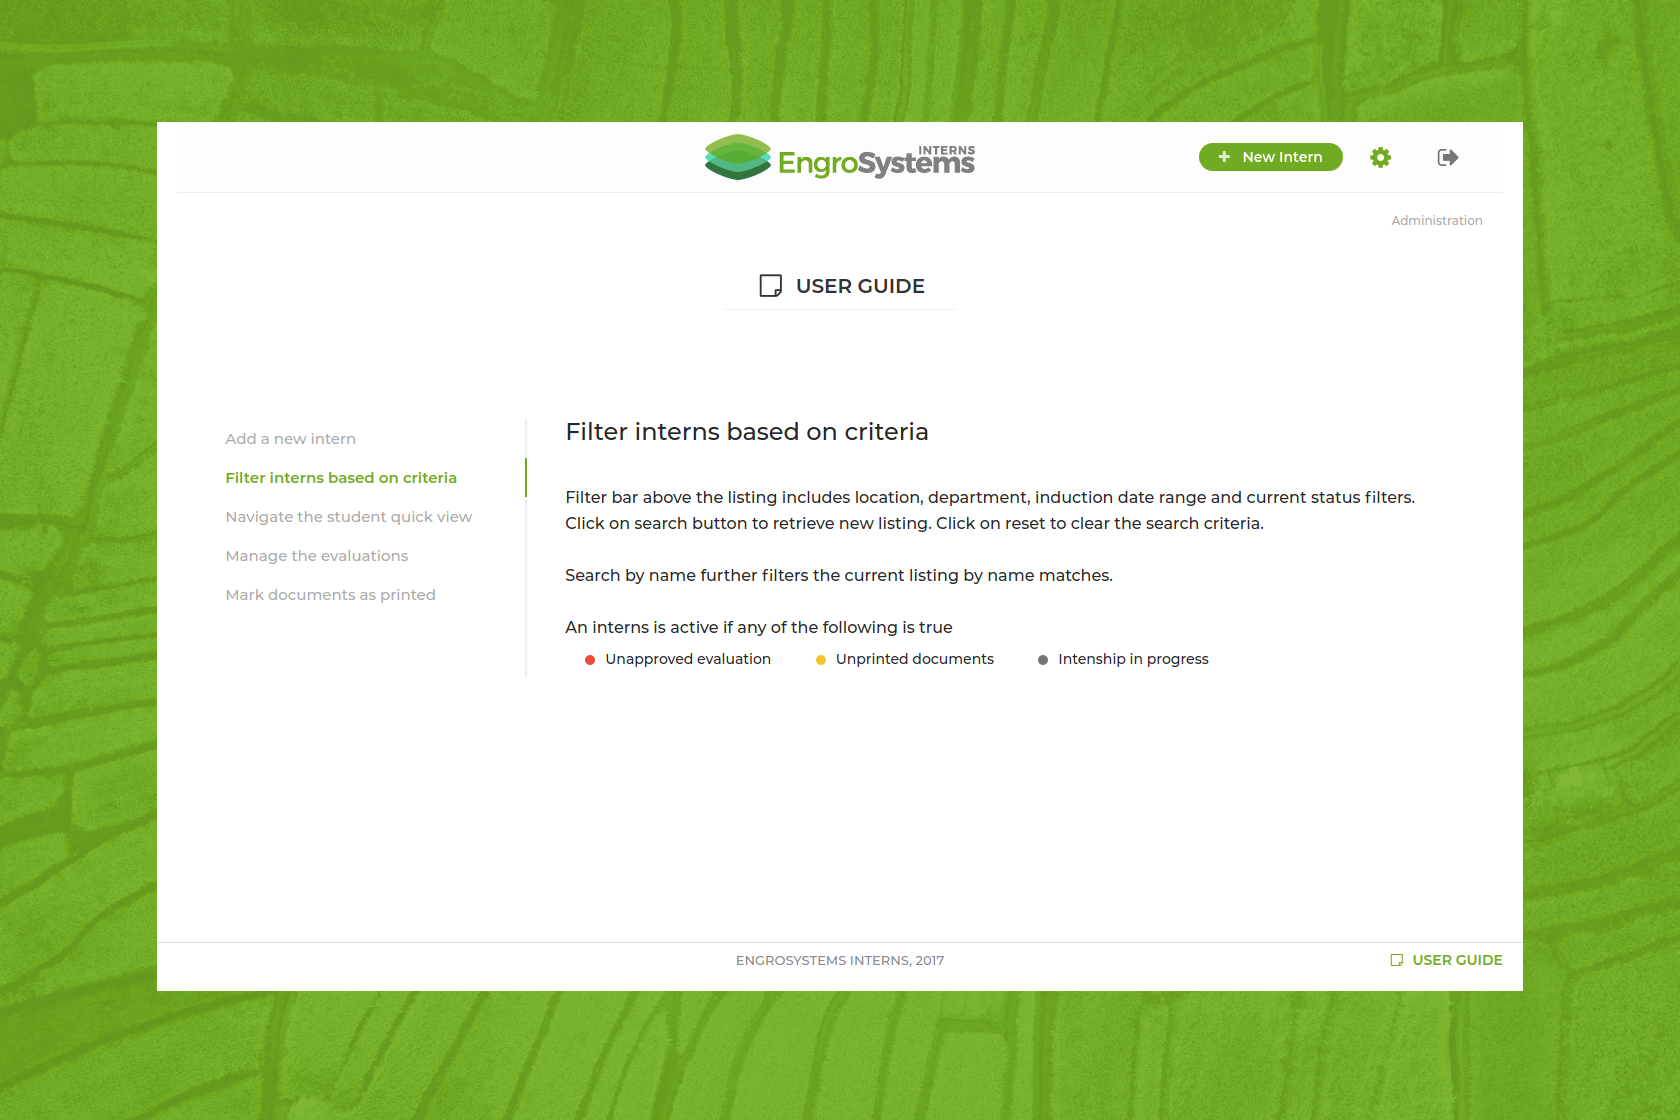 INTERNS
EngroSystems
+ New Intern
Administration
USER GUIDE
Add a new intern
Filter interns based on criteria
Navigate the student quick view
Manage the evaluations
Mark documents as printed
Filter interns based on criteria
Filter bar above the listing includes location, department, induction date range and current status filters.
Click on search button to retrieve new listing. Click on reset to clear the search criteria.
Search by name further filters the current listing by name matches.
An interns is active if any of the following is true
Unapproved evaluation
Unprinted documents
Intenship in progress
ENGROSYSTEMS INTERNS, 2017
USER GUIDE